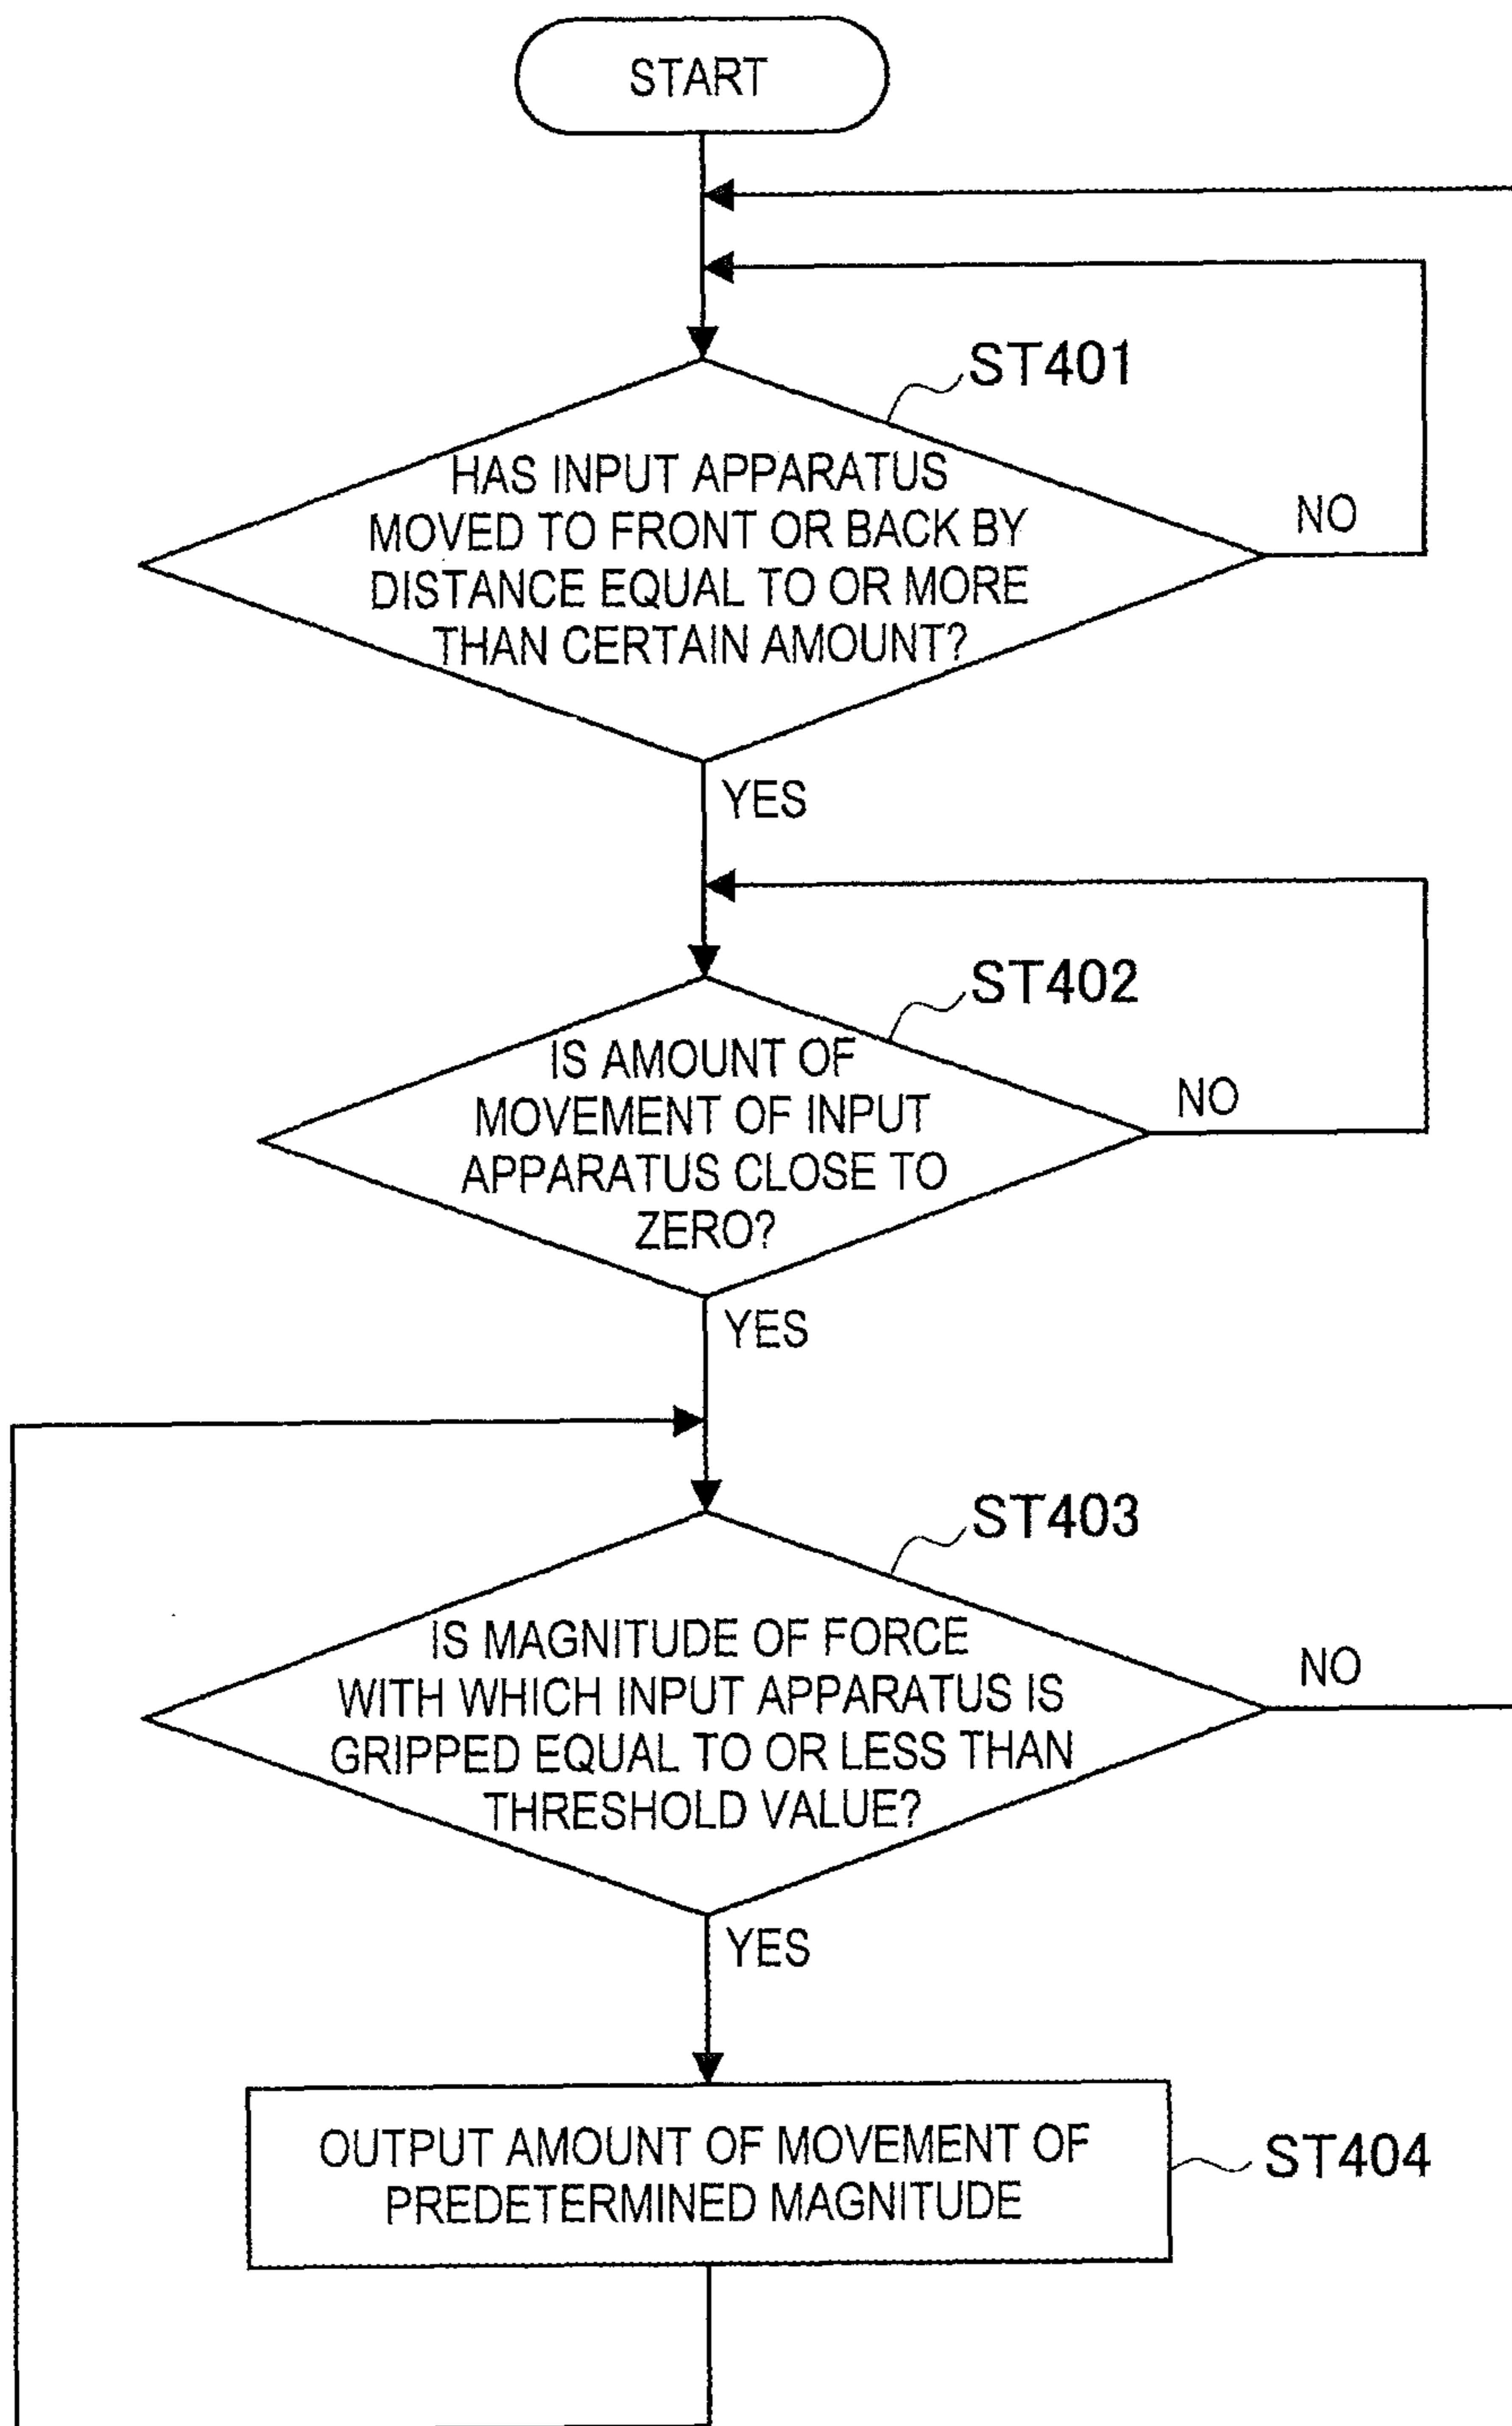 START
ST401
HAS INPUT APPARATUS
MOVED TO FRONT OR BACK BY
DISTANCE EQUAL TO OR MORE
THAN CERTAIN AMOUNT?
NO
YES
ST402
IS AMOUNT OF
MOVEMENT OF INPUT
APPARATUS CLOSE TO
ZERO?
NO
YES
ST403
IS MAGNITUDE OF FORCE
WITH WHICH INPUT APPARATUS IS
GRIPPED EQUAL TO OR LESS THAN
THRESHOLD VALUE?
NO
YES
OUTPUT AMOUNT OF MOVEMENT OF
PREDETERMINED MAGNITUDE
ST404